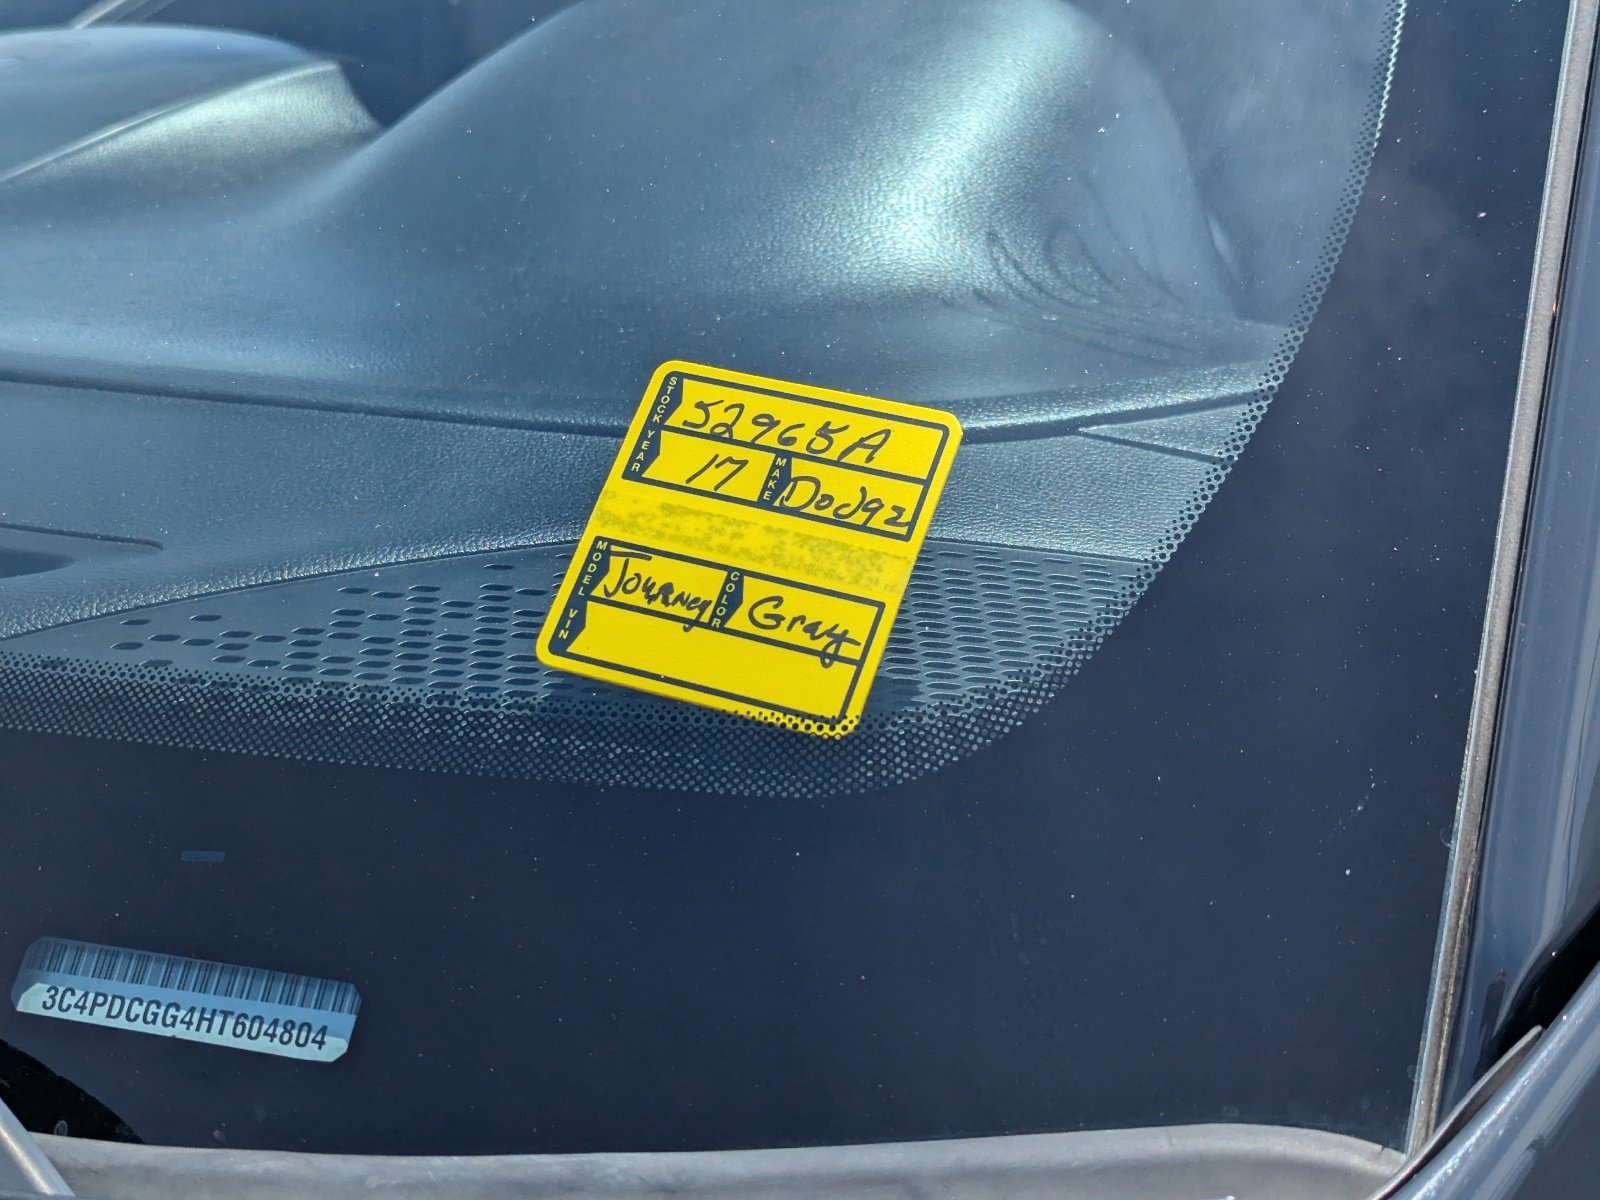 STOCK 52965A
YEAR 17 MAKE Dodge
MODEL Journey COLOR Gray
VIN
3C4PDCGG4HT604804